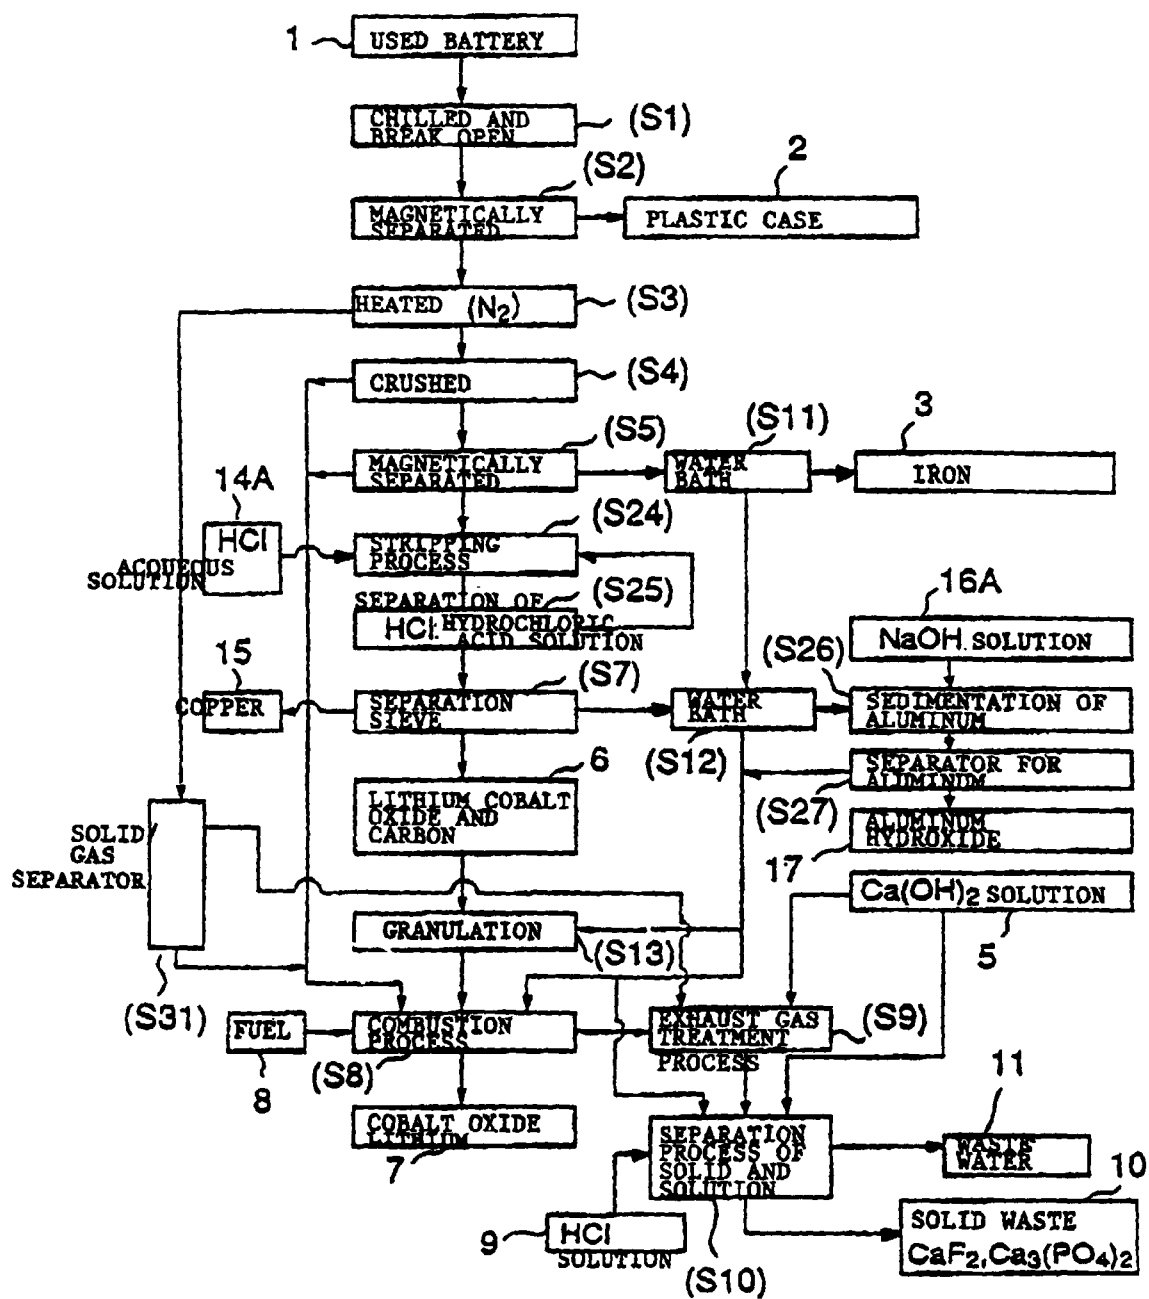 1
USED BATTERY
CHILLED AND
BREAK OPEN
(S1)
(S2)
2
MAGNETICALLY
SEPARATED
PLASTIC CASE
HEATED (N2)
(S3)
CRUSHED
(S4)
(S5)
(S11)
3
MAGNETICALLY
SEPARATED
WATER
BATH
IRON
14A
(S24)
HCl
ACQUEOUS
SOLUTION
STRIPPING
PROCESS
(S25)
SEPARATION OF
HCl. HYDROCHLORIC
ACID SOLUTION
16A
NaOH. SOLUTION
15
(S7)
(S26)
COPPER
SEPARATION
SIEVE
WATER
BATH
SEDIMENTATION OF
ALUMINUM
(S12)
6
SEPARATOR FOR
ALUMINUM
(S27)
LITHIUM COBALT
OXIDE AND
CARBON
ALUMINUM
HYDROXIDE
17
SOLID
GAS
SEPARATOR
Ca(OH)2 SOLUTION
5
GRANULATION
(S13)
(S31)
FUEL
8
COMBUSTION
PROCESS
(S8)
EXHAUST GAS
TREATMENT
PROCESS
(S9)
COBALT OXIDE
LITHIUM
7
11
SEPARATION
PROCESS OF
SOLID AND
SOLUTION
WASTE
WATER
10
9
HCl
SOLUTION
(S10)
SOLID WASTE
CaF2,Ca3(PO4)2